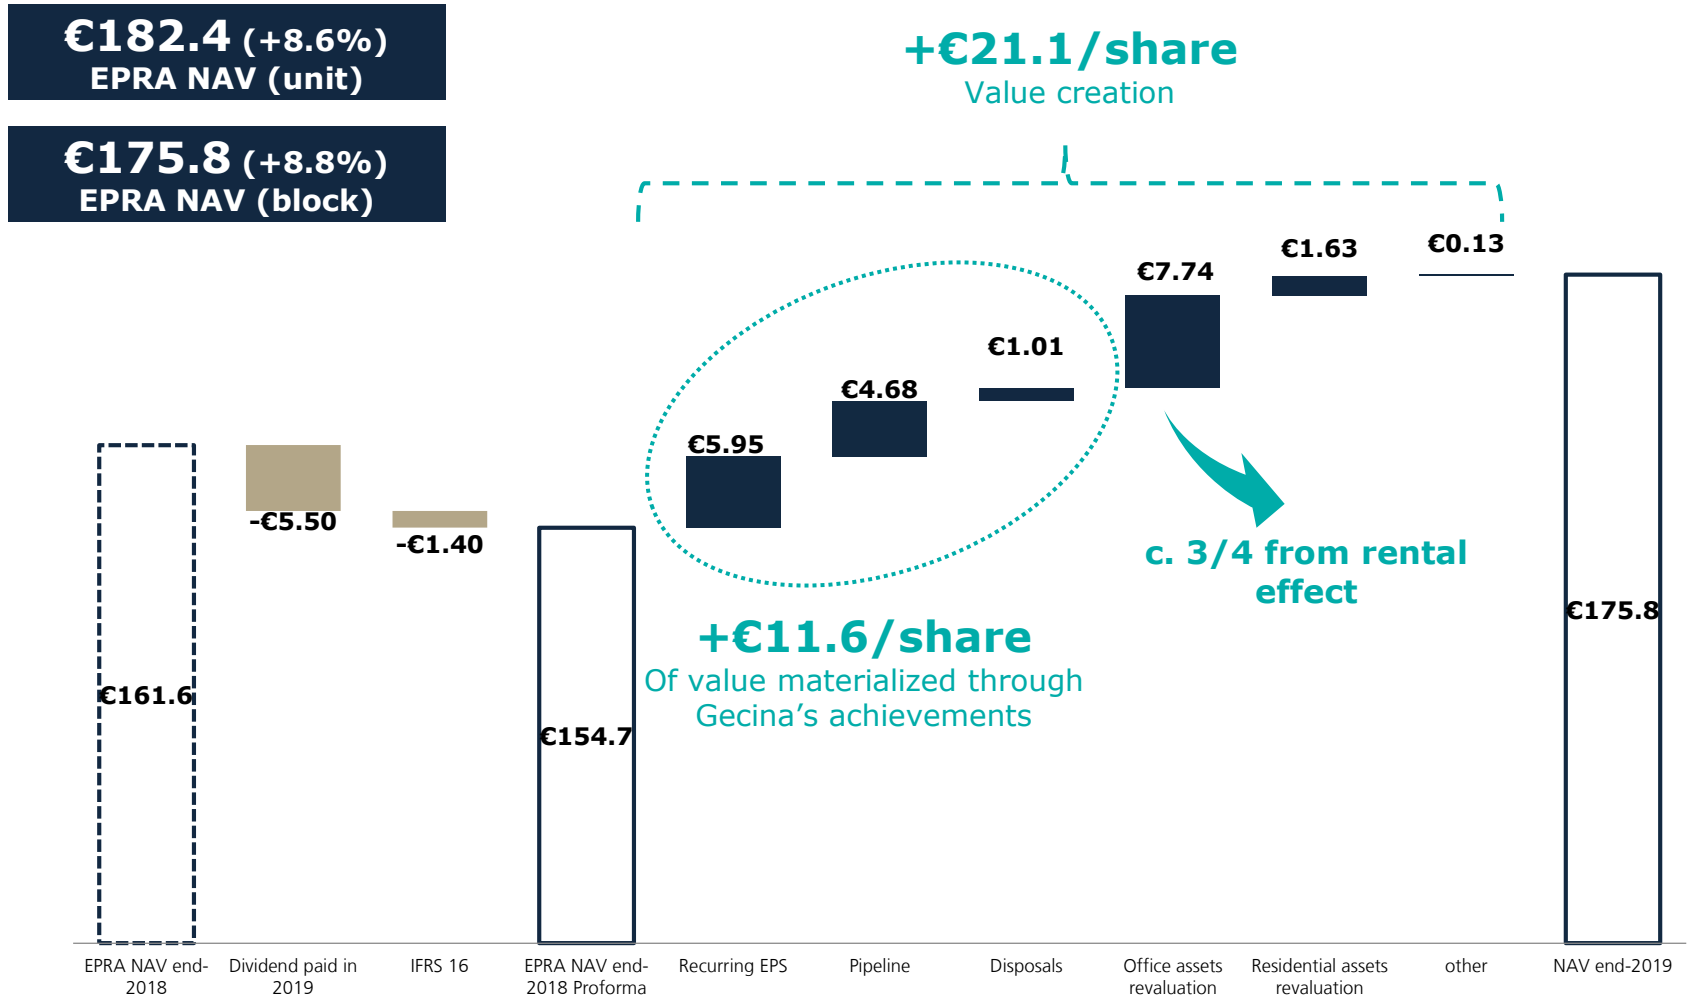 €182.4 (+8.6%)
EPRA NAV (unit)
€175.8 (+8.8%)
EPRA NAV (block)
+€21.1/share
Value creation
€161.6
-€5.50
-€1.40
€154.7
€5.95
€4.68
€1.01
€7.74
€1.63
€0.13
€175.8
c. 3/4 from rental
effect
+€11.6/share
Of value materialized through
Gecina’s achievements
EPRA NAV end-
2018
Dividend paid in
2019
IFRS 16
EPRA NAV end-
2018 Proforma
Recurring EPS
Pipeline
Disposals
Office assets
revaluation
Residential assets
revaluation
other
NAV end-2019